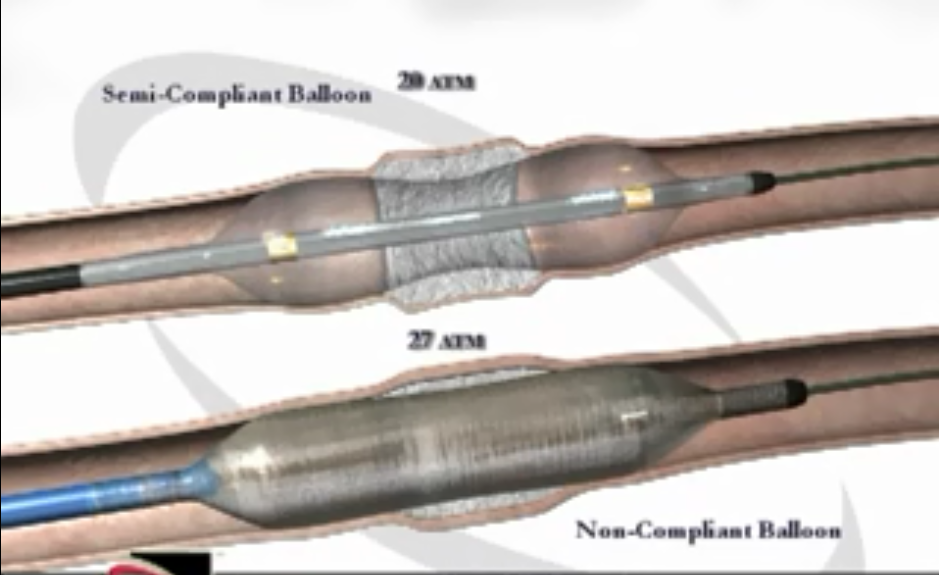 20 ATM
Semi-Compliant Balloon
27 ATM
Non-Compliant Balloon